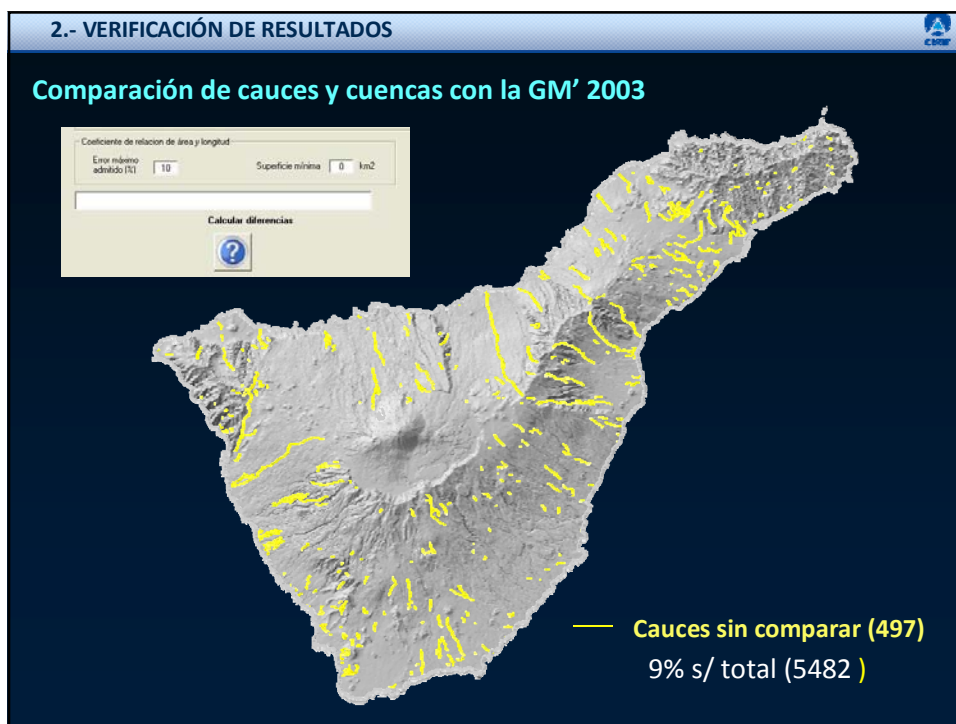 2.- VERIFICACIÓN DE RESULTADOS
Comparación de cauces y cuencas con la GM' 2003
Coeficiente de relacion de área y longitud
Error máximo
admitido (%) 10 Superficie mínima 0 km2
Calcular diferencias
Cauces sin comparar (497)
9% s/ total (5482 )